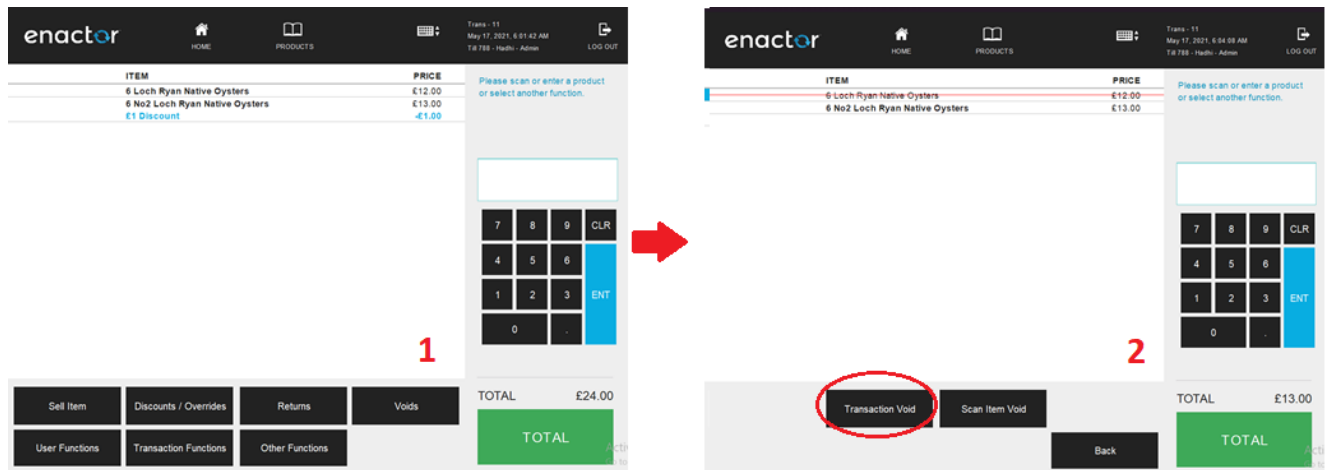 enactor
HOME
PRODUCTS
Trans - 11
May 17, 2021, 6:01:42 AM
Till 788 - Hadhi - Admin
LOG OUT
ITEM PRICE
6 Loch Ryan Native Oysters £12.00
6 No2 Loch Ryan Native Oysters £13.00
£1 Discount -£1.00
Please scan or enter a product
or select another function.
7 8 9 CLR
4 5 6
1 2 3 ENT
0 .
1
Sell Item Discounts / Overrides Returns Voids
User Functions Transaction Functions Other Functions
TOTAL £24.00
TOTAL
enactor
HOME
PRODUCTS
Trans - 11
May 17, 2021, 6:04:08 AM
Till 788 - Hadhi - Admin
LOG OUT
ITEM PRICE
6 Loch Ryan Native Oysters £12.00
6 No2 Loch Ryan Native Oysters £13.00
Please scan or enter a product
or select another function.
7 8 9 CLR
4 5 6
1 2 3 ENT
0 .
2
Transaction Void Scan Item Void
Back
TOTAL £13.00
TOTAL